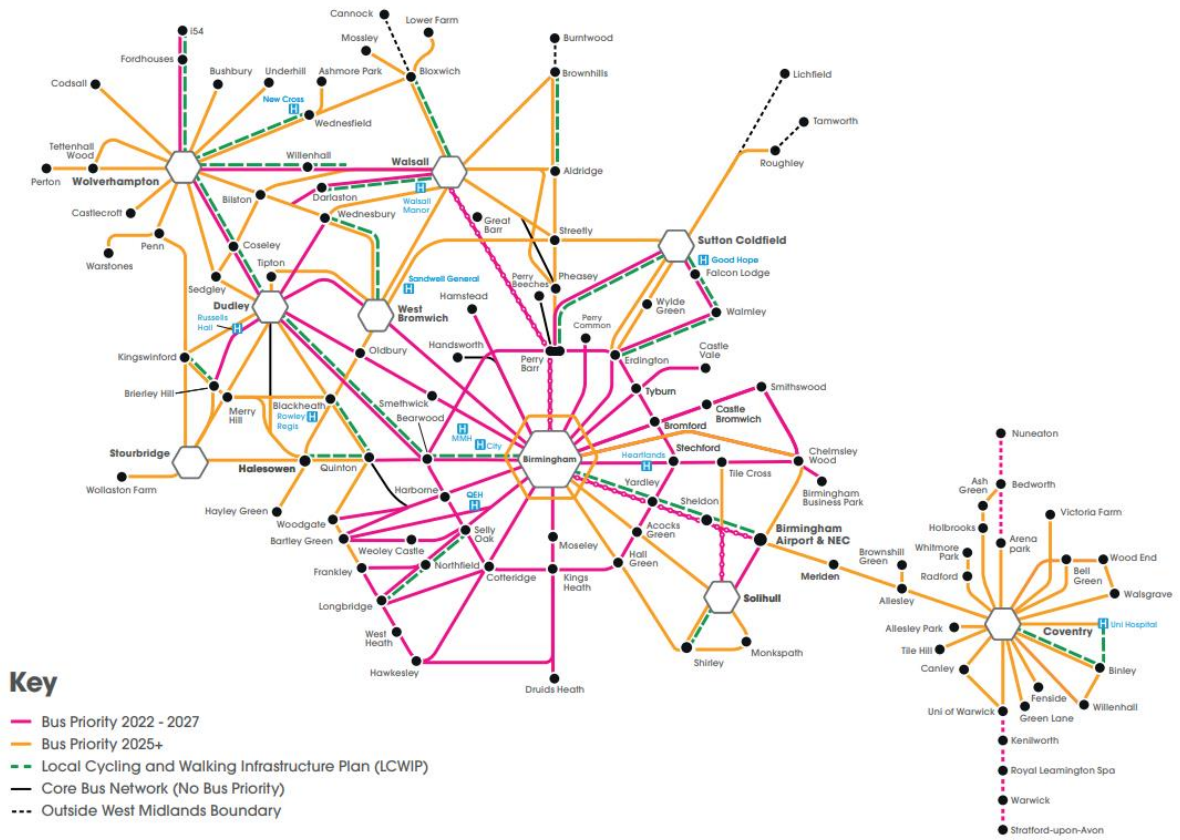 Cannock
Lower Farm
i54
Mossley
Burntwood
Fordhouses
Bushbury
Underhill
Ashmore Park
Bloxwich
Brownhills
Lichfield
Codsall
New Cross
H
Wednesfield
Tamworth
Tettenhall
Wood
Willenhall
Walsall
Roughley
Perton
Wolverhampton
Aldridge
Bilston
Darlaston
H
Walsall
Manor
Castlecroft
Wednesbury
Great
Barr
Streetly
Sutton Coldfield
Penn
Coseley
H
Good Hope
Warstones
Tipton
Falcon Lodge
Sedgley
Sandwell General
H
Perry
Beeches
Pheasey
Dudley
Hamstead
Wylde
Green
Walmley
Russells
Hall
H
West
Bromwich
Perry
Common
Castle
Vale
Kingswinford
Oldbury
Handsworth
Perry
Barr
Erdington
Brierley Hill
Tyburn
Smithswood
Merry
Hill
Blackheath
Smethwick
Castle
Bromwich
Rowley
Regis
H
Bearwood
Bromford
H
MMH
H
City
Stechford
Nuneaton
Stourbridge
Halesowen
Quinton
Birmingham
Heartlands
H
Tile Cross
Chelmsley
Wood
Wollaston Farm
Harborne
Yardley
Birmingham
Business Park
Ash
Green
Bedworth
QEH
H
Sheldon
Hayley Green
Woodgate
Victoria Farm
Bartley Green
Selly
Oak
Acocks
Green
Birmingham
Airport & NEC
Holbrooks
Weoley Castle
Moseley
Arena
park
Hall
Green
Brownshill
Green
Whitmore
Park
Wood End
Frankley
Northfield
Cotteridge
Kings
Heath
Meriden
Radford
Bell
Green
Allesley
Walsgrave
Longbridge
Solihull
Allesley Park
Coventry
H
Uni Hospital
West
Heath
Tile Hill
Monkspath
Hawkesley
Shirley
Canley
Binley
Druids Heath
Fenside
Uni of Warwick
Green Lane
Willenhall
Kenilworth
Royal Leamington Spa
Warwick
Stratford-upon-Avon
Key
Bus Priority 2022 - 2027
Bus Priority 2025+
Local Cycling and Walking Infrastructure Plan (LCWIP)
Core Bus Network (No Bus Priority)
Outside West Midlands Boundary